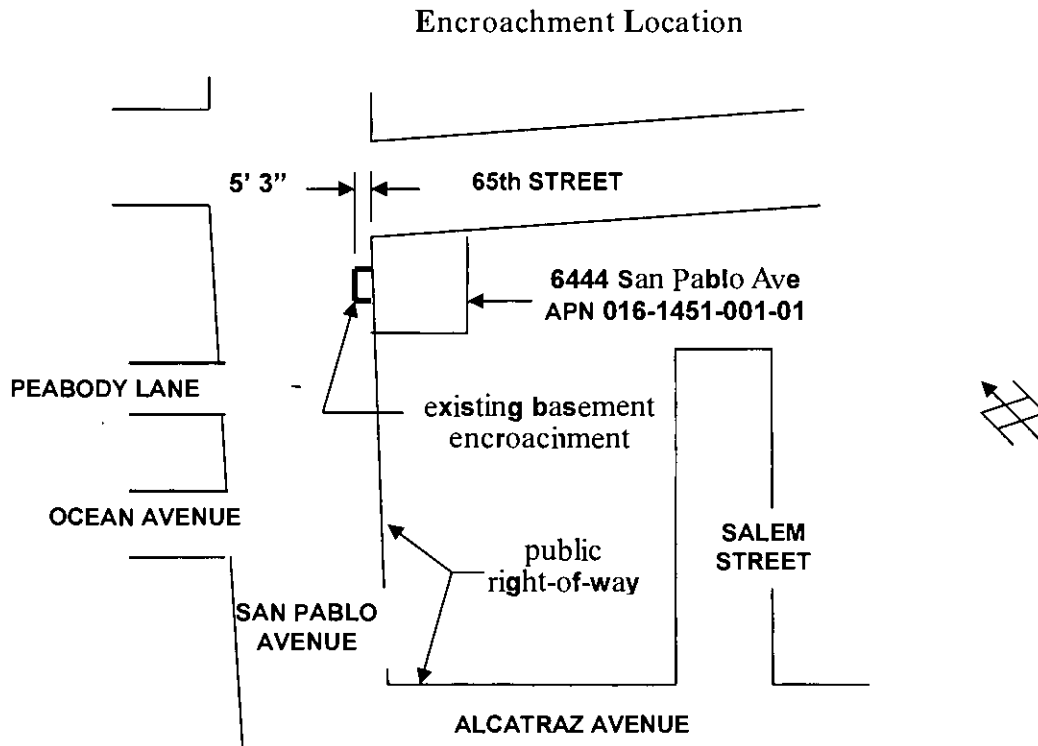 Encroachment Location
5' 3"
65th STREET
6444 San Pablo Ave
APN 016-1451-001-01
PEABODY LANE
existing basement
encroacinment
OCEAN AVENUE
public
right-of-way
SALEM
STREET
SAN PABLO
AVENUE
ALCATRAZ AVENUE